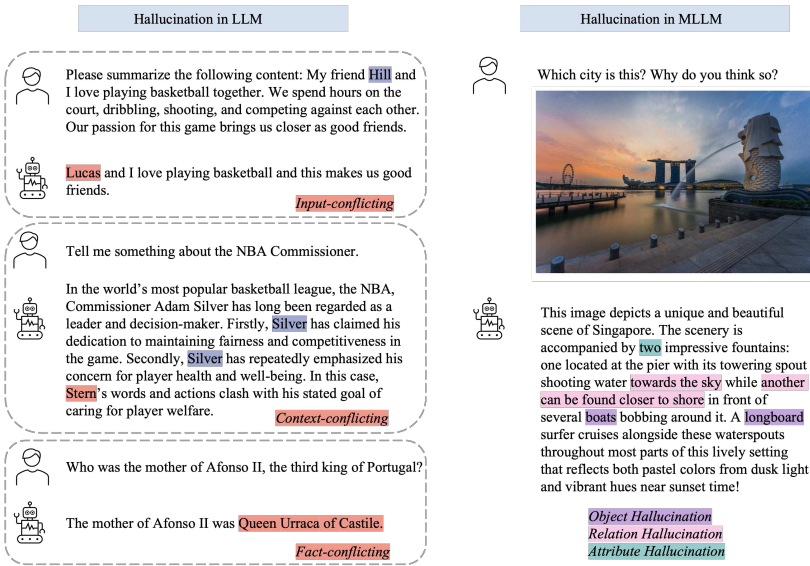 Hallucination in LLM
Please summarize the following content: My friend Hill and
I love playing basketball together. We spend hours on the
court, dribbling, shooting, and competing against each other.
Our passion for this game brings us closer as good friends.
Lucas and I love playing basketball and this makes us good
friends.
Input-conflicting
Tell me something about the NBA Commissioner.
In the world's most popular basketball league, the NBA,
Commissioner Adam Silver has long been regarded as a
leader and decision-maker. Firstly, Silver has claimed his
dedication to maintaining fairness and competitiveness in
the game. Secondly, Silver has repeatedly emphasized his
concern for player health and well-being. In this case,
Stern's words and actions clash with his stated goal of
caring for player welfare.
Context-conflicting
Who was the mother of Afonso II, the third king of Portugal?
The mother of Afonso II was Queen Urraca of Castile.
Fact-conflicting
Hallucination in MLLM
Which city is this? Why do you think so?
This image depicts a unique and beautiful
scene of Singapore. The scenery is
accompanied by two impressive fountains:
one located at the pier with its towering spout
shooting water towards the sky while another
can be found closer to shore in front of
several boats bobbing around it. A longboard
surfer cruises alongside these waterspouts
throughout most parts of this lively setting
that reflects both pastel colors from dusk light
and vibrant hues near sunset time!
Object Hallucination
Relation Hallucination
Attribute Hallucination